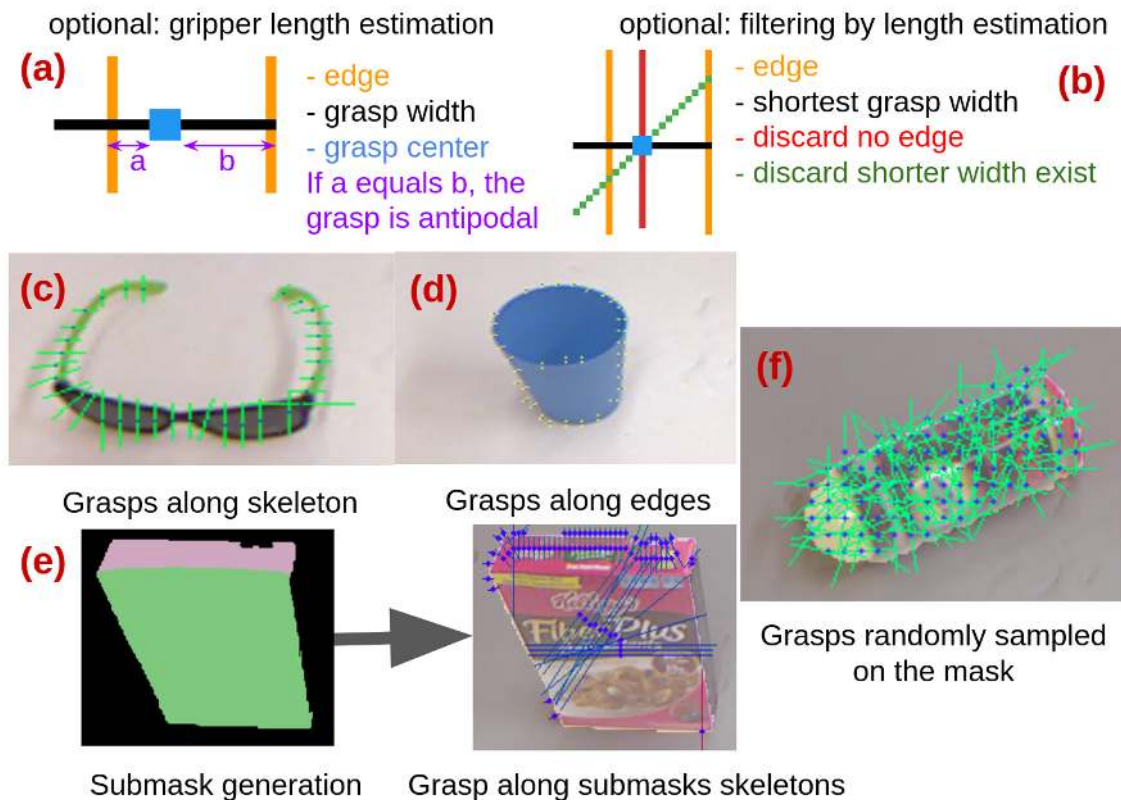 optional: gripper length estimation
(a)
- edge
- grasp width
- grasp center
If a equals b, the
grasp is antipodal
a
b
optional: filtering by length estimation
(b)
- edge
- shortest grasp width
- discard no edge
- discard shorter width exist
(c)
Grasps along skeleton
(d)
Grasps along edges
(e)
Submask generation
Kellogg's
FiberPlus
Grasp along submasks skeletons
(f)
Grasps randomly sampled
on the mask